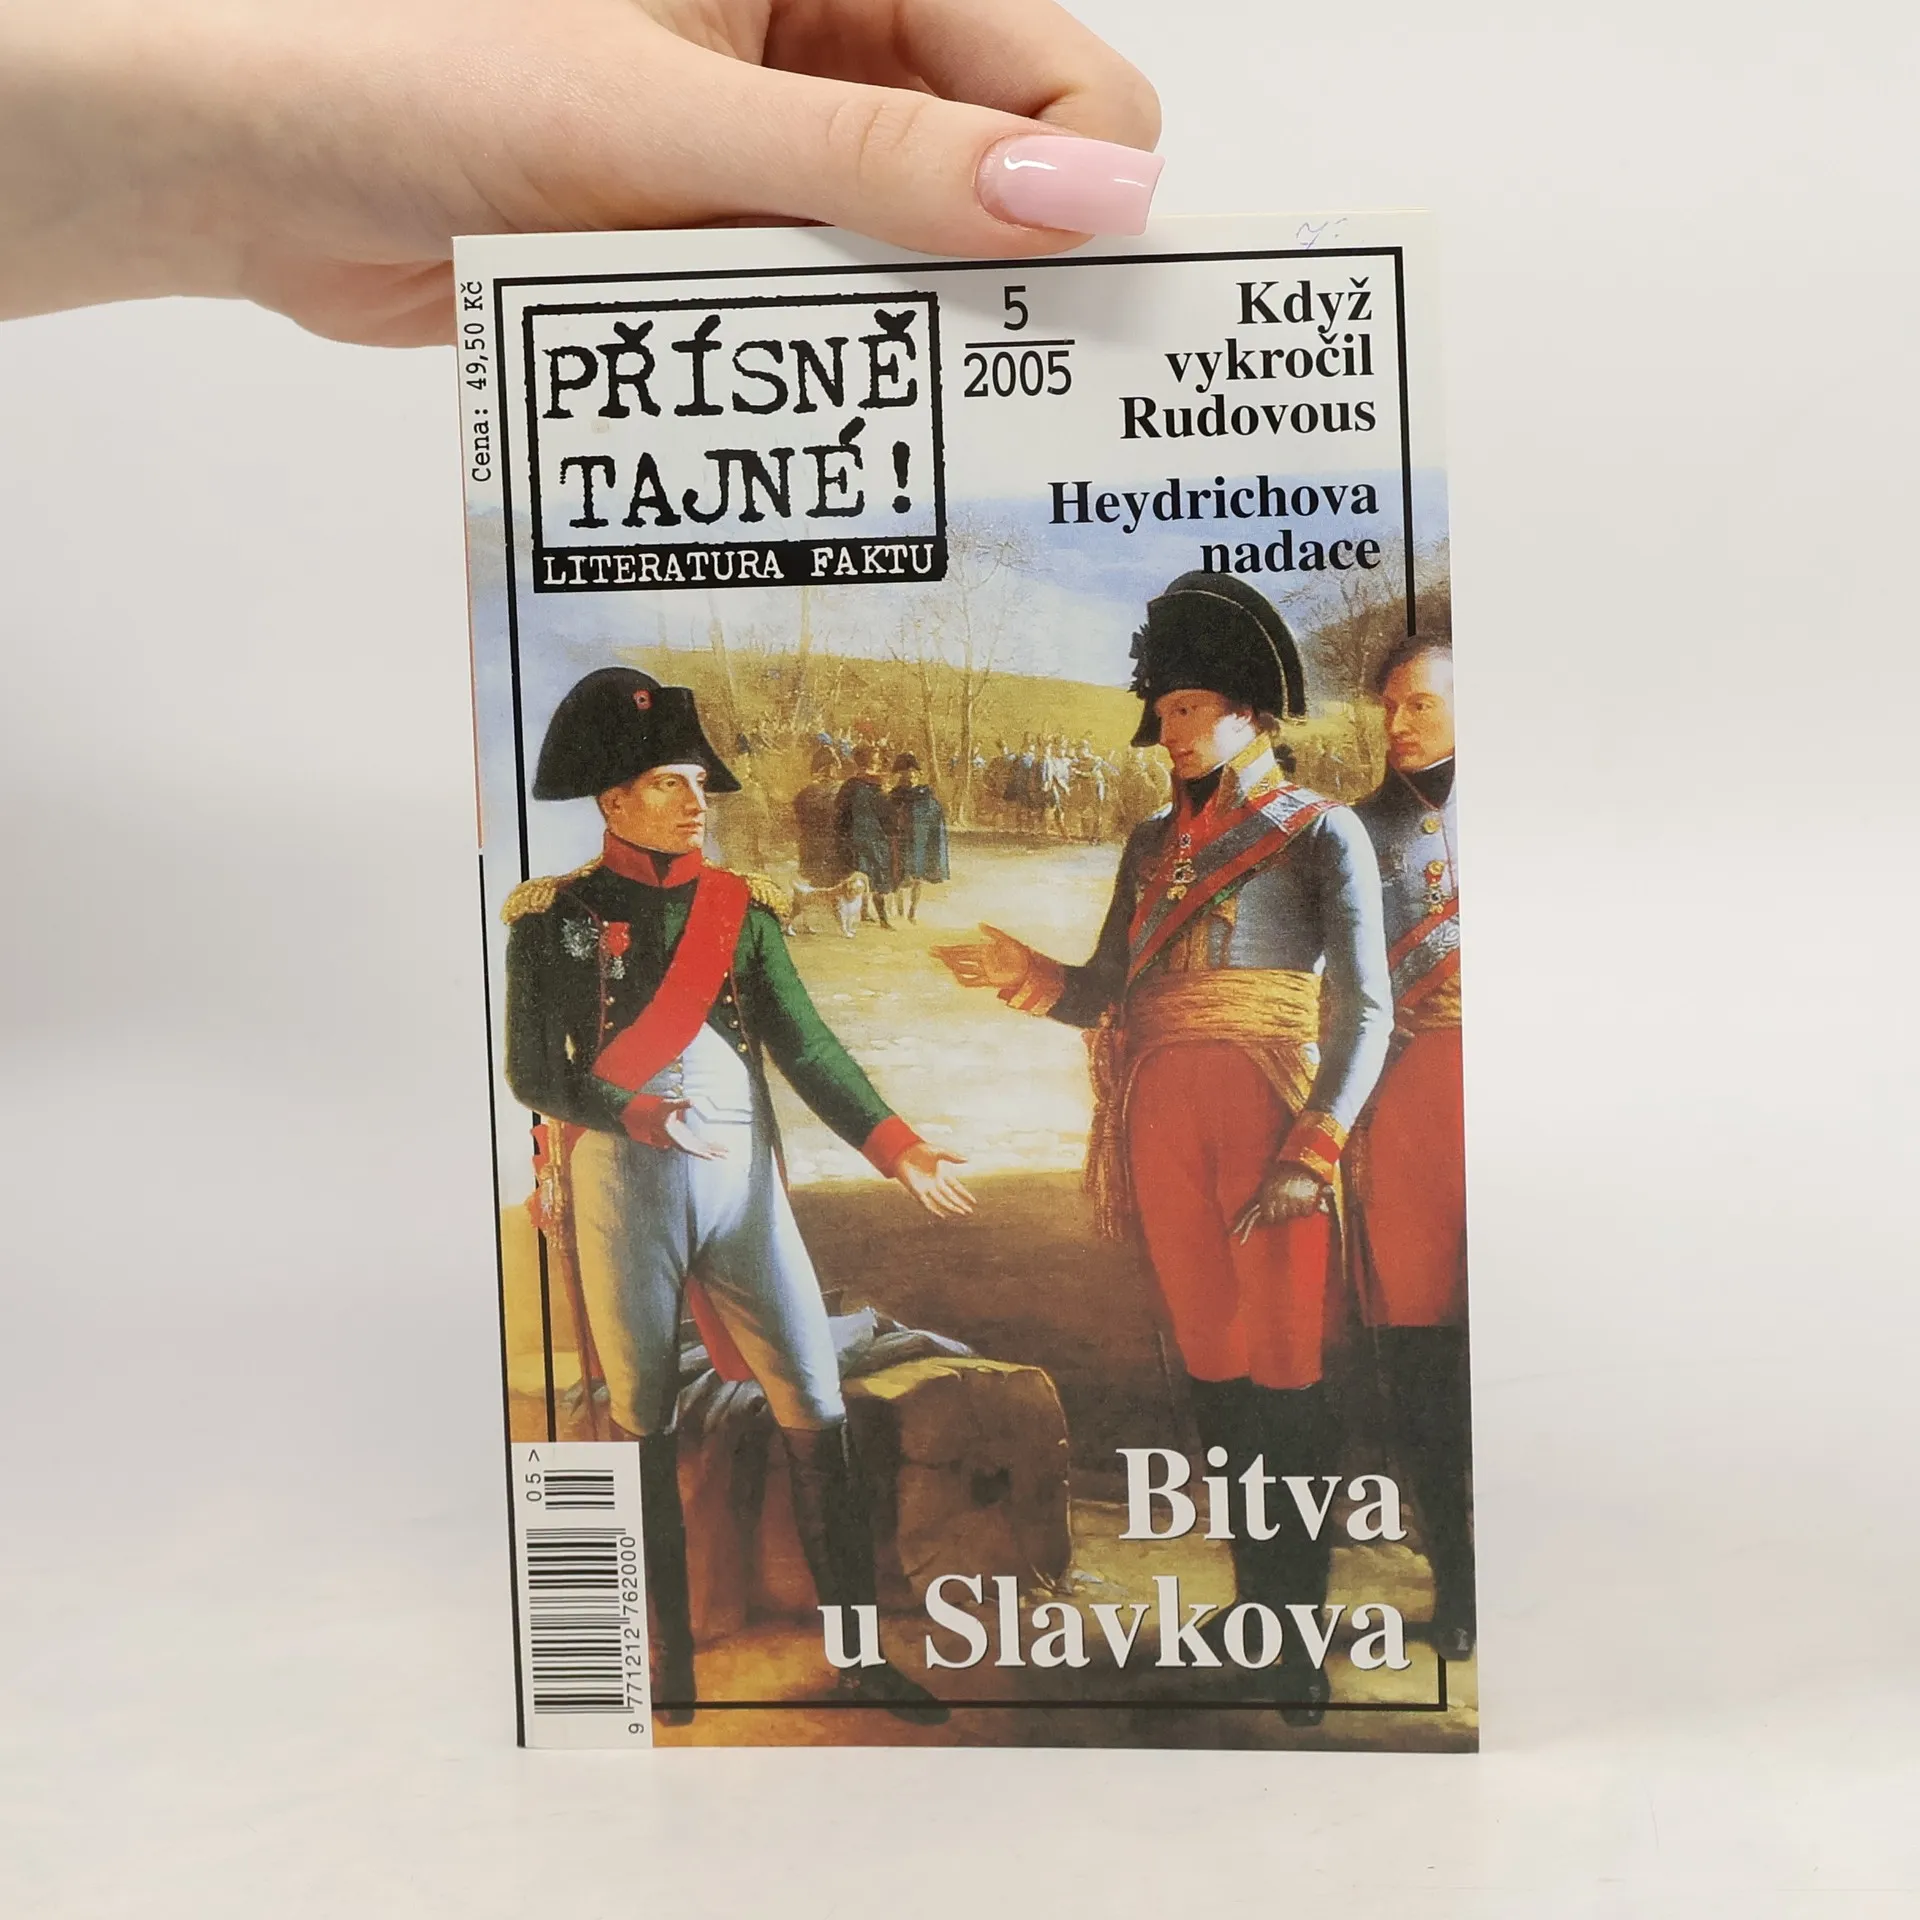 Cena: 49,50 Kč
PŘÍSNĚ
TAJNÉ!
LITERATURA FAKTU
5
2005
Když
vykročil
Rudovous
Heydrichova
nadace
Bitva
u Slavkova
05 >
9 771212 762000